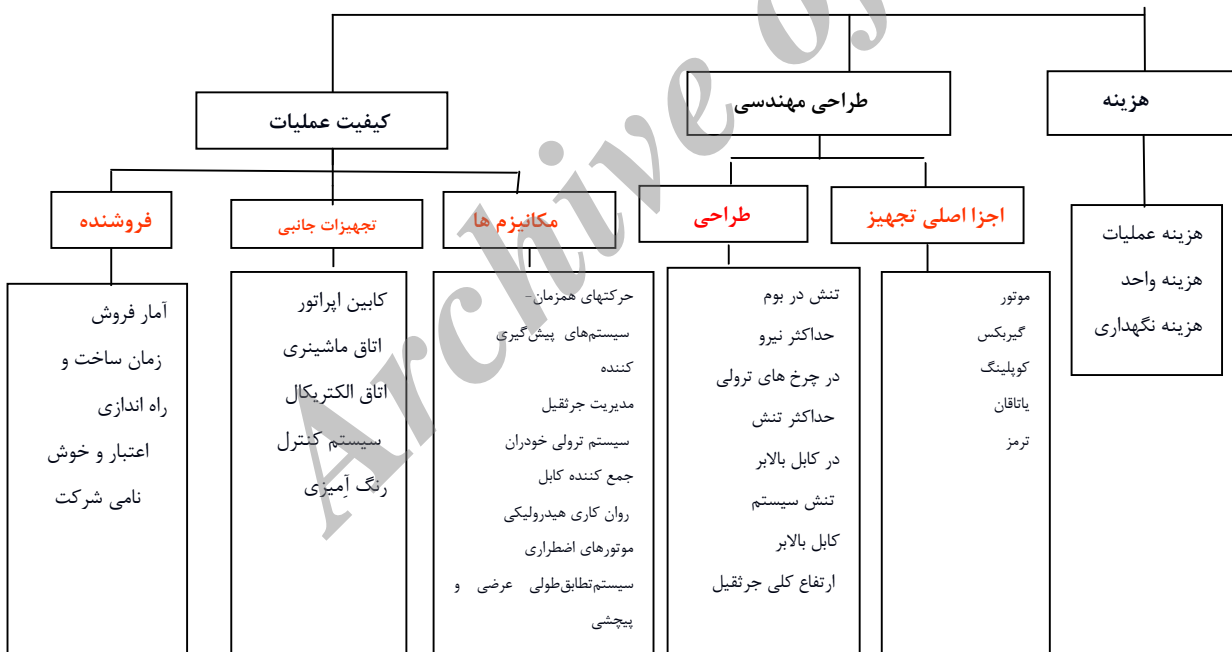 هزینه
طراحی مهندسی
کیفیت عملیات
اجزا اصلی تجهیز
طراحی
مکانیزم ها
تجهیزات جانبی
فروشنده
هزینه عملیات
هزینه واحد
هزینه نگهداری
موتور
گیربکس
کوپلینگ
یاتاقان
ترمز
تنش در بوم
حداکثر نیرو
در چرخ های ترولی
حداکثر تنش
در کابل بالابر
تنش سیستم
کابل بالابر
ارتفاع کلی جرثقیل
حرکتهای همزمان-
سیستم‌های پیش‌گیری
کننده
مدیریت جرثقیل
سیستم ترولی خودران
جمع کننده کابل
روان کاری هیدرولیکی
موتورهای اضطراری
سیستم‌تطابق‌طولی عرضی و
پیچشی
کابین اپراتور
اتاق ماشینری
اتاق الکتریکال
سیستم کنترل
رنگ آِمیزی
آمار فروش
زمان ساخت و
راه اندازی
اعتبار و خوش
نامی شرکت
Archive of